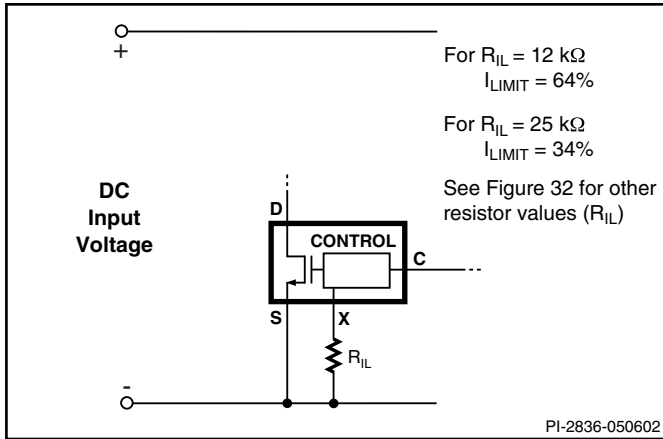 +
For R_IL = 12 kΩ
I_LIMIT = 64%
For R_IL = 25 kΩ
I_LIMIT = 34%
See Figure 32 for other
resistor values (R_IL)
DC
Input
Voltage
D
CONTROL
C
S
X
R_IL
-
PI-2836-050602